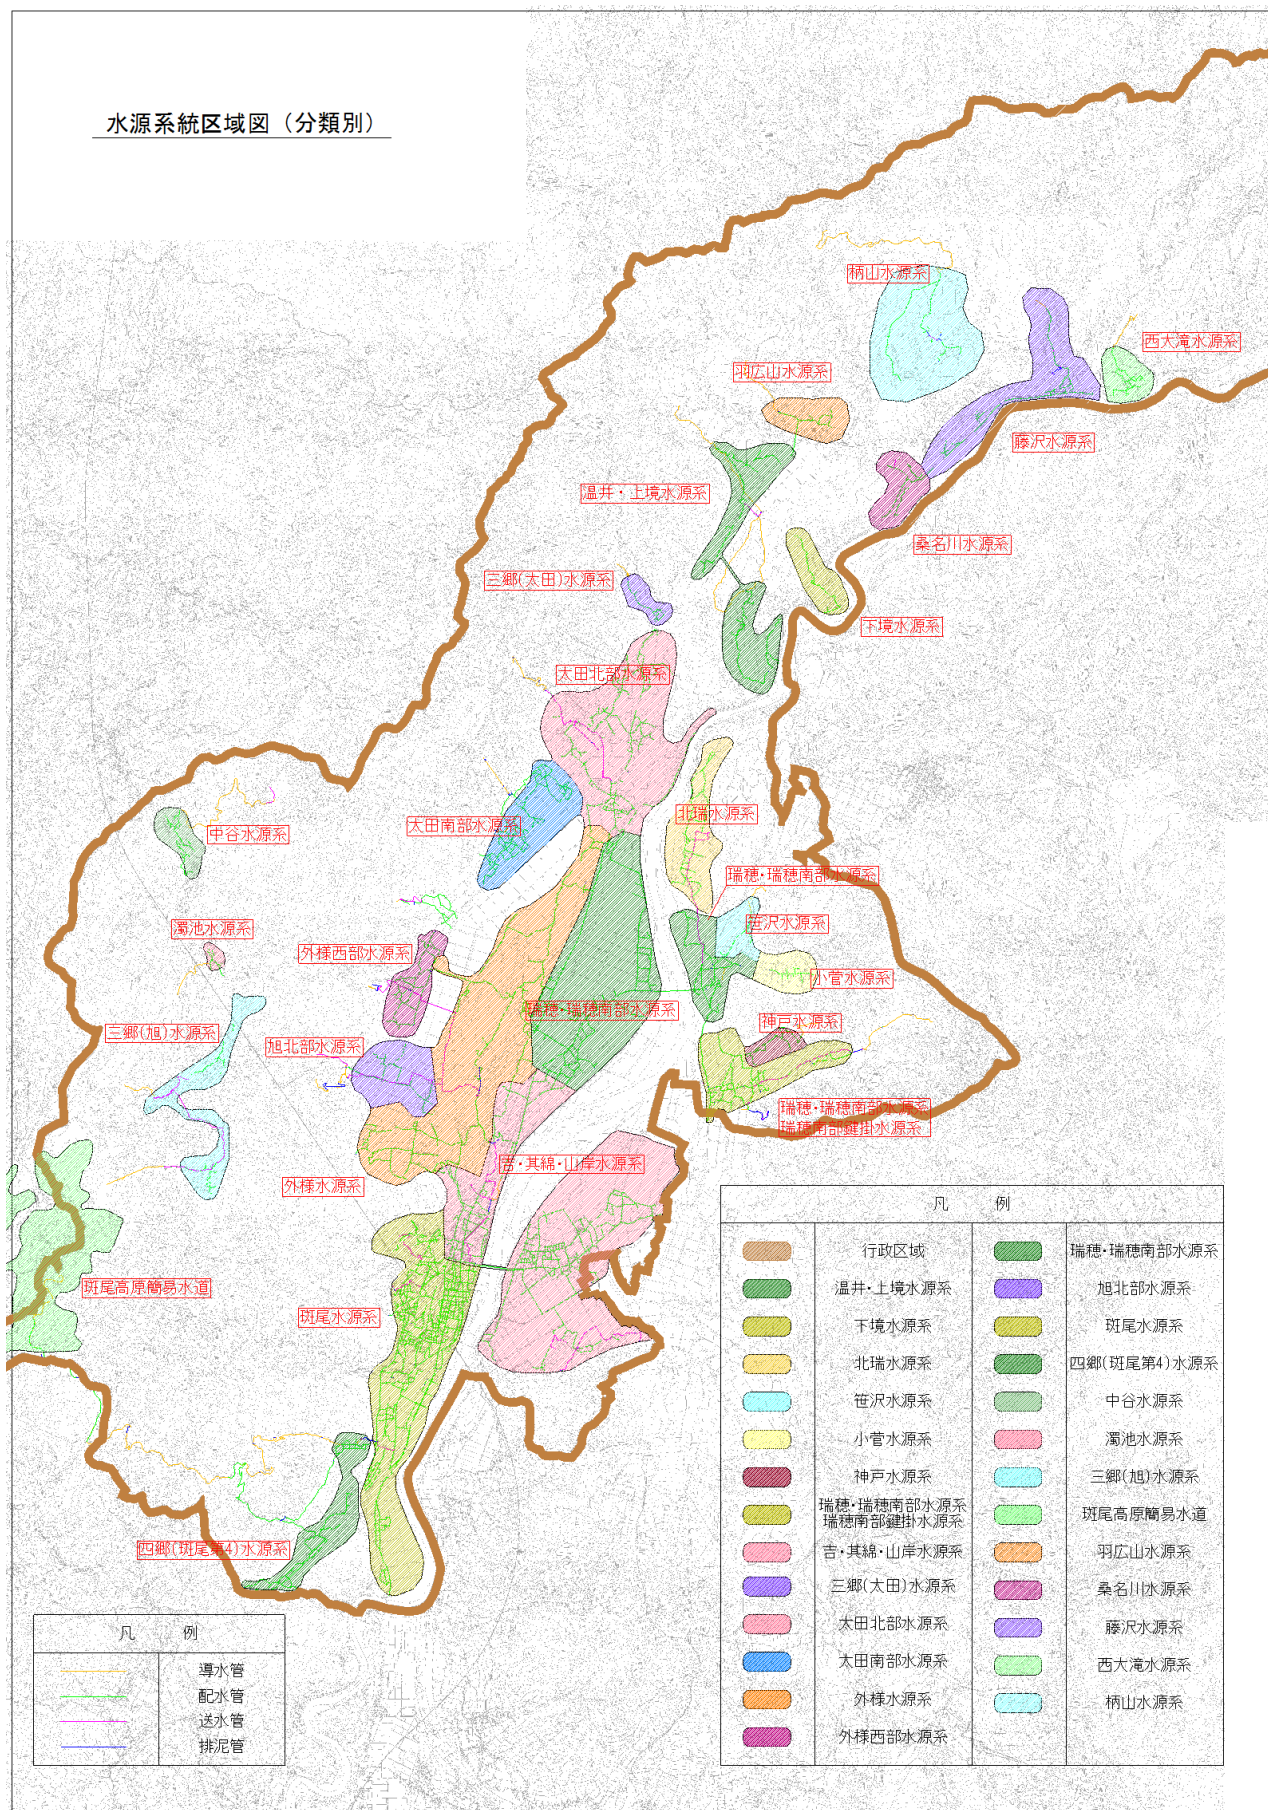 水源系統区域図（分類別）
柄山水源系
西大滝水源系
羽広山水源系
藤沢水源系
温井・上境水源系
桑名川水源系
三郷(太田)水源系
下境水源系
太田北部水源系
北瑞水源系
太田南部水源系
中谷水源系
瑞穂・瑞穂南部水源系
笹沢水源系
濁池水源系
外様西部水源系
小菅水源系
瑞穂・瑞穂南部水源系
神戸水源系
三郷(旭)水源系
旭北部水源系
瑞穂・瑞穂南部水源系
瑞穂南部鍵掛水源系
吉・其綿・山岸水源系
外様水源系
斑尾高原簡易水道
斑尾水源系
四郷(斑尾第4)水源系
凡 例
行政区域
温井・上境水源系
下境水源系
北瑞水源系
笹沢水源系
小菅水源系
神戸水源系
瑞穂・瑞穂南部水源系
瑞穂南部鍵掛水源系
吉・其綿・山岸水源系
三郷(太田)水源系
太田北部水源系
太田南部水源系
外様水源系
外様西部水源系
瑞穂・瑞穂南部水源系
旭北部水源系
斑尾水源系
四郷(斑尾第4)水源系
中谷水源系
濁池水源系
三郷(旭)水源系
斑尾高原簡易水道
羽広山水源系
桑名川水源系
藤沢水源系
西大滝水源系
柄山水源系
凡 例
導水管
配水管
送水管
排泥管